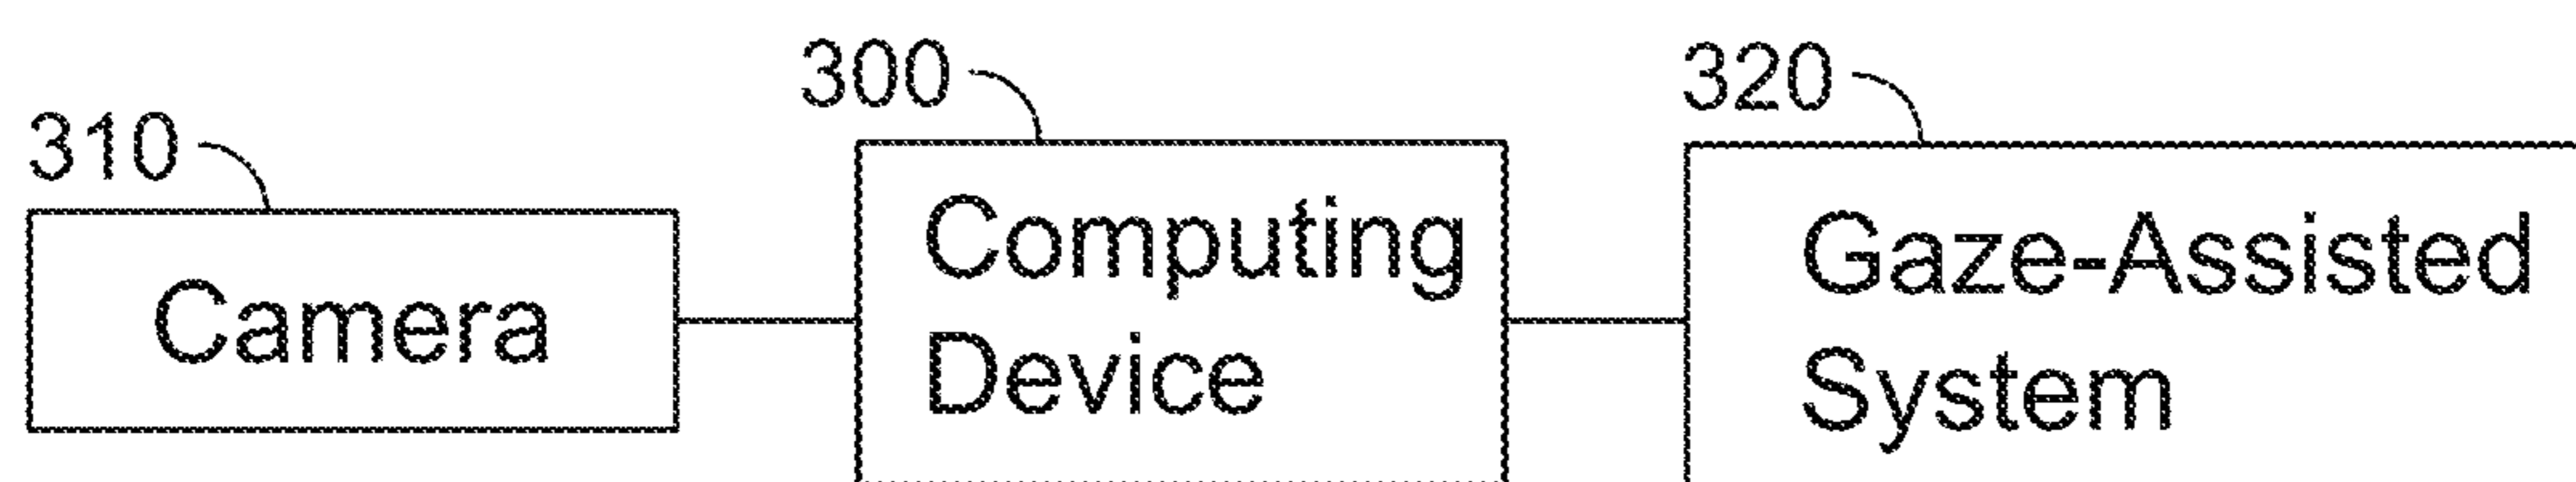 310
Camera
300
Computing
Device
320
Gaze-Assisted
System